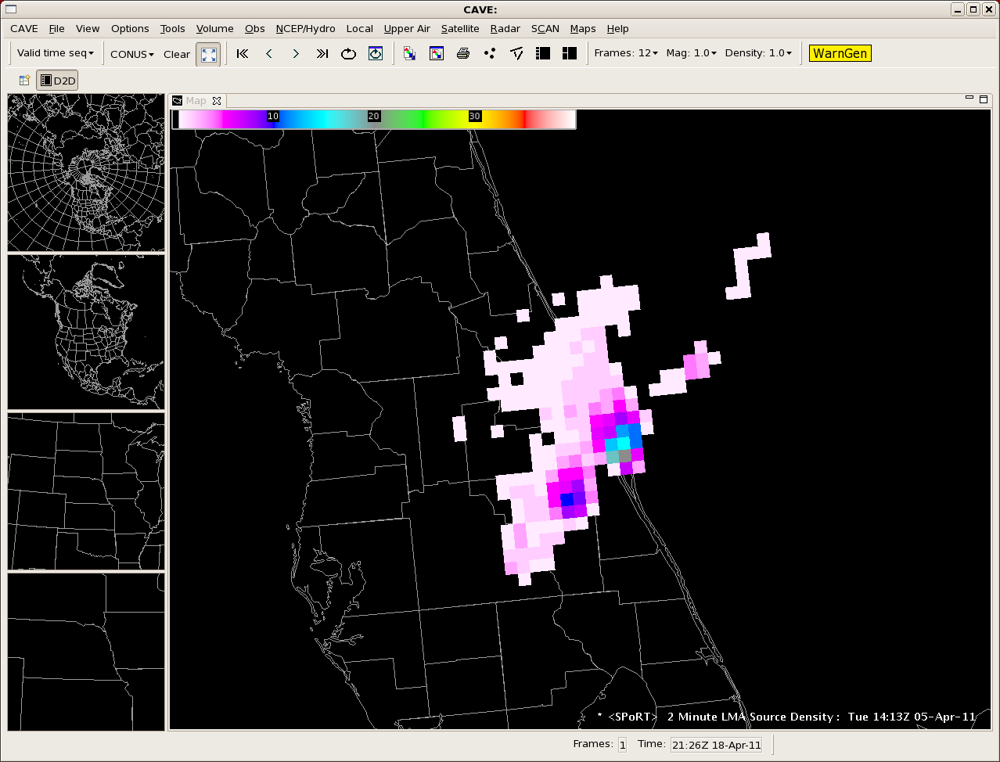 CAVE:
CAVE File View Options Tools Volume Obs NCEP/Hydro Local Upper Air Satellite Radar SCAN Maps Help
Valid time seq CONUS Clear Frames: 12 Mag: 1.0 Density: 1.0 WarnGen
D2D
Map
10 20 30
* <SPoRT> 2 Minute LMA Source Density : Tue 14:13Z 05-Apr-11
Frames: 1 Time: 21:26Z 18-Apr-11